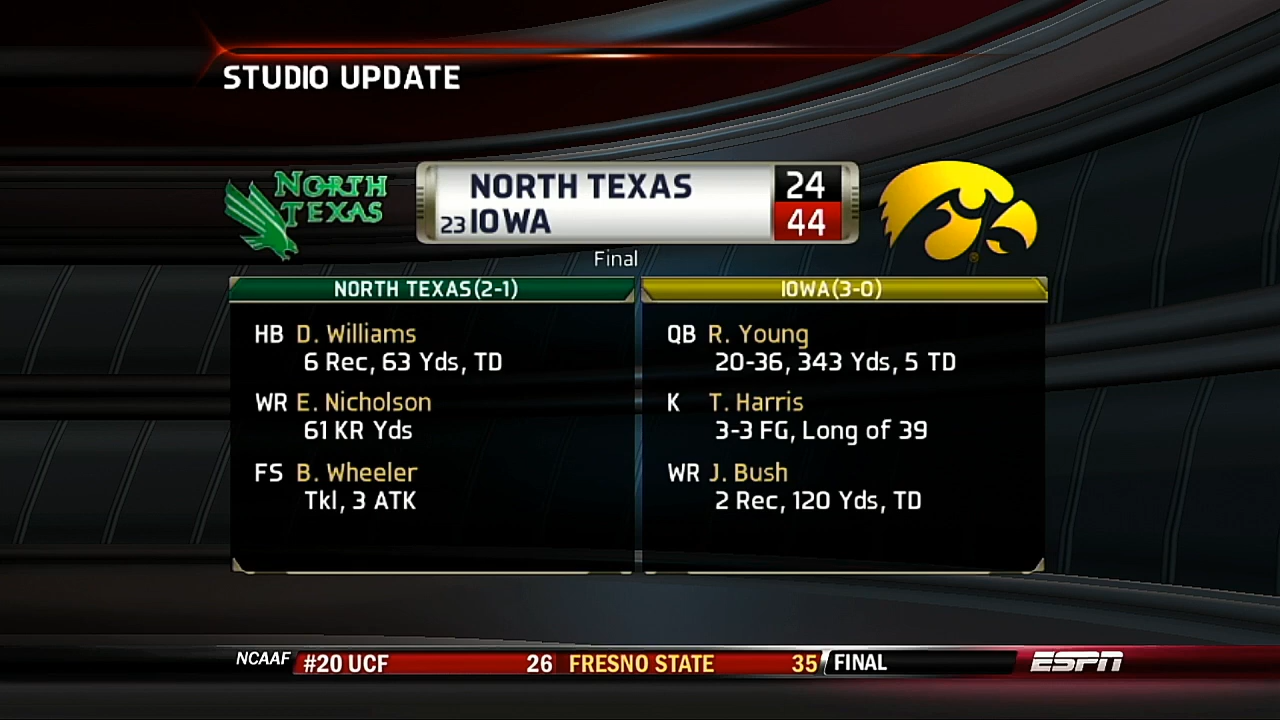 STUDIO UPDATE
NORTH TEXAS
NORTH TEXAS 24
23 IOWA 44
Final
NORTH TEXAS(2-1)
HB D. Williams
6 Rec, 63 Yds, TD
WR E. Nicholson
61 KR Yds
FS B. Wheeler
Tkl, 3 ATK
IOWA(3-0)
QB R. Young
20-36, 343 Yds, 5 TD
K T. Harris
3-3 FG, Long of 39
WR J. Bush
2 Rec, 120 Yds, TD
NCAAF #20 UCF 26 FRESNO STATE 35 FINAL ESPN